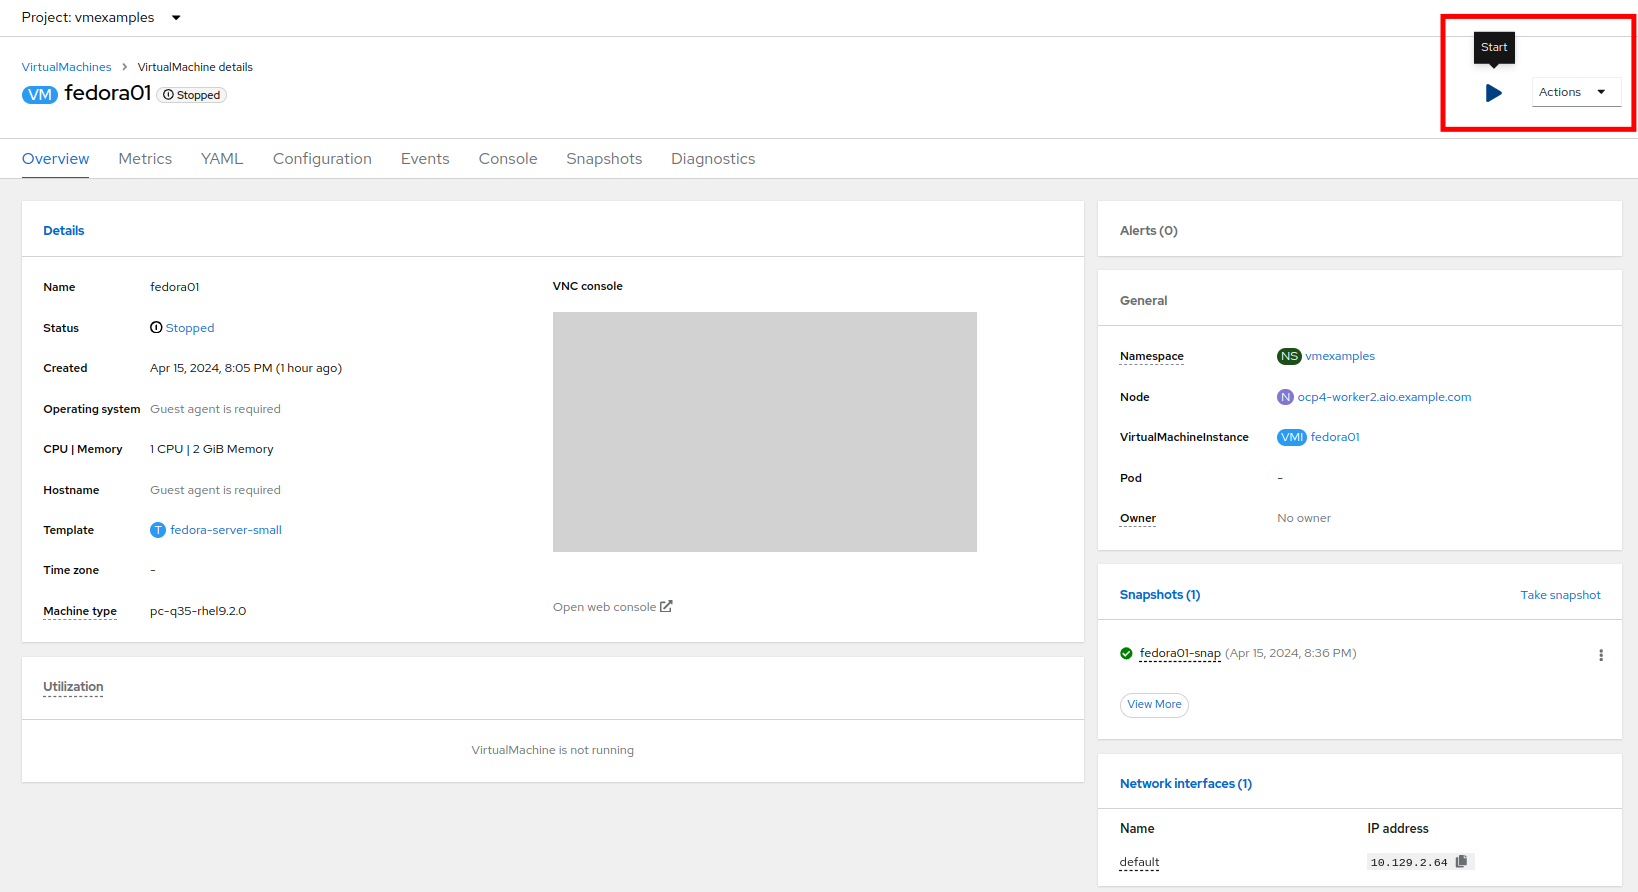 Project: vmexamples
VirtualMachines > VirtualMachine details
VM fedora01 Stopped
Start
Actions
Overview Metrics YAML Configuration Events Console Snapshots Diagnostics
Details
Name fedora01
Status Stopped
Created Apr 15, 2024, 8:05 PM (1 hour ago)
Operating system Guest agent is required
CPU | Memory 1 CPU | 2 GiB Memory
Hostname Guest agent is required
Template T fedora-server-small
Time zone -
Machine type pc-q35-rhel9.2.0
VNC console
Open web console
Utilization
VirtualMachine is not running
Alerts (0)
General
Namespace NS vmexamples
Node N ocp4-worker2.aio.example.com
VirtualMachineInstance VMI fedora01
Pod -
Owner No owner
Snapshots (1) Take snapshot
fedora01-snap (Apr 15, 2024, 8:36 PM)
View More
Network interfaces (1)
Name IP address
default 10.129.2.64